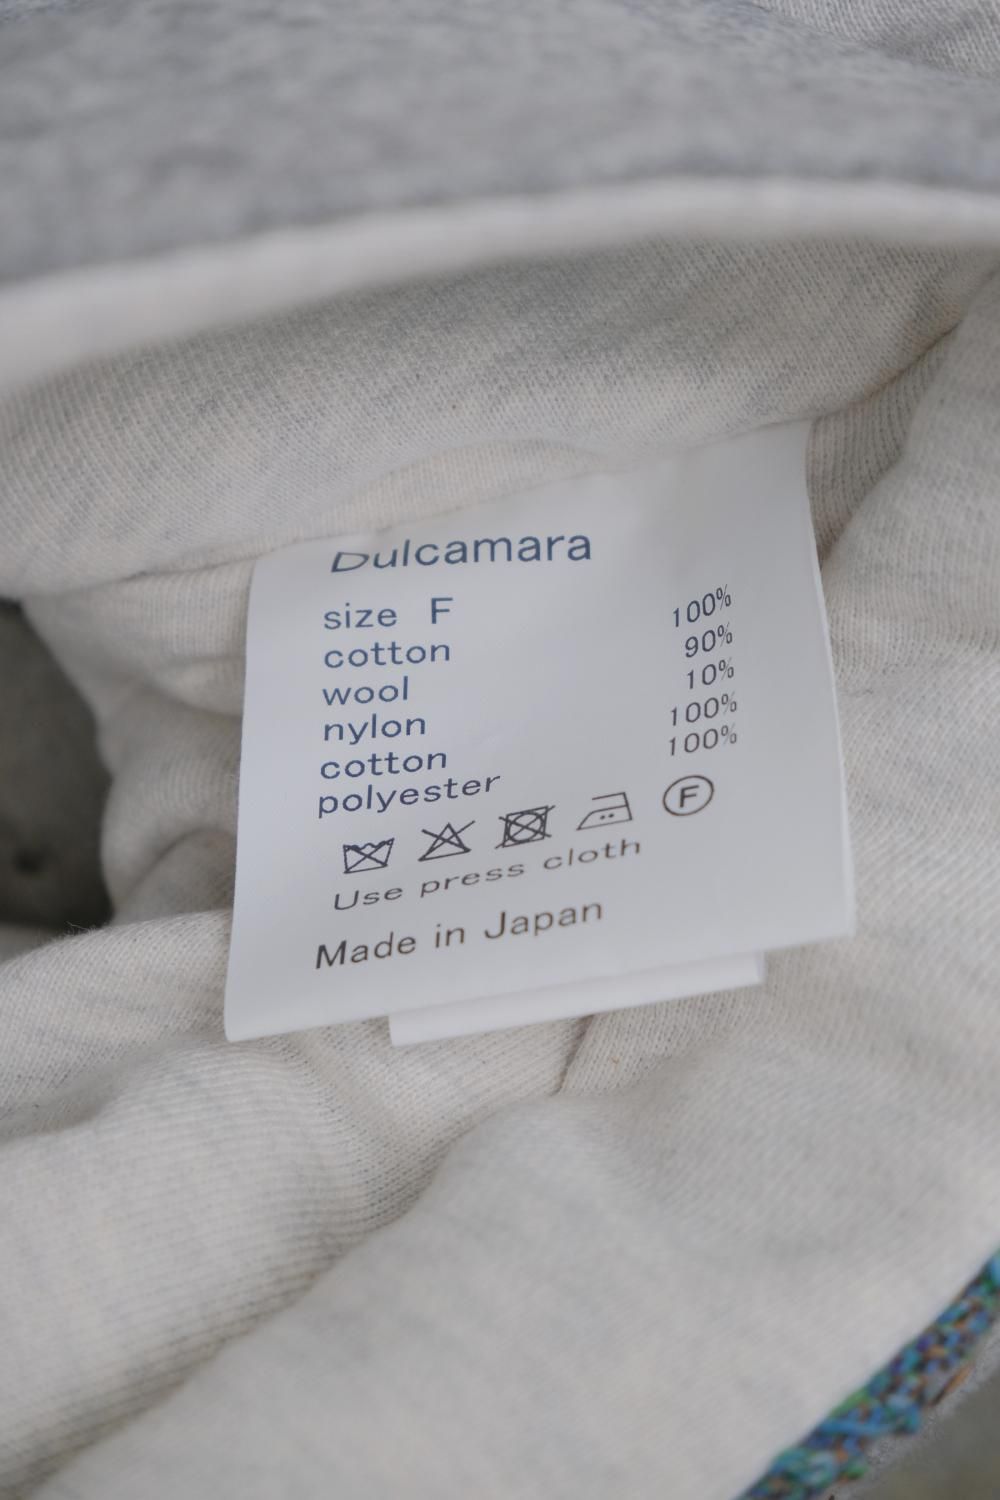 Dulcamara
size F
cotton 100%
wool 90%
nylon 10%
cotton 100%
polyester 100%
F
Use press cloth
Made in Japan